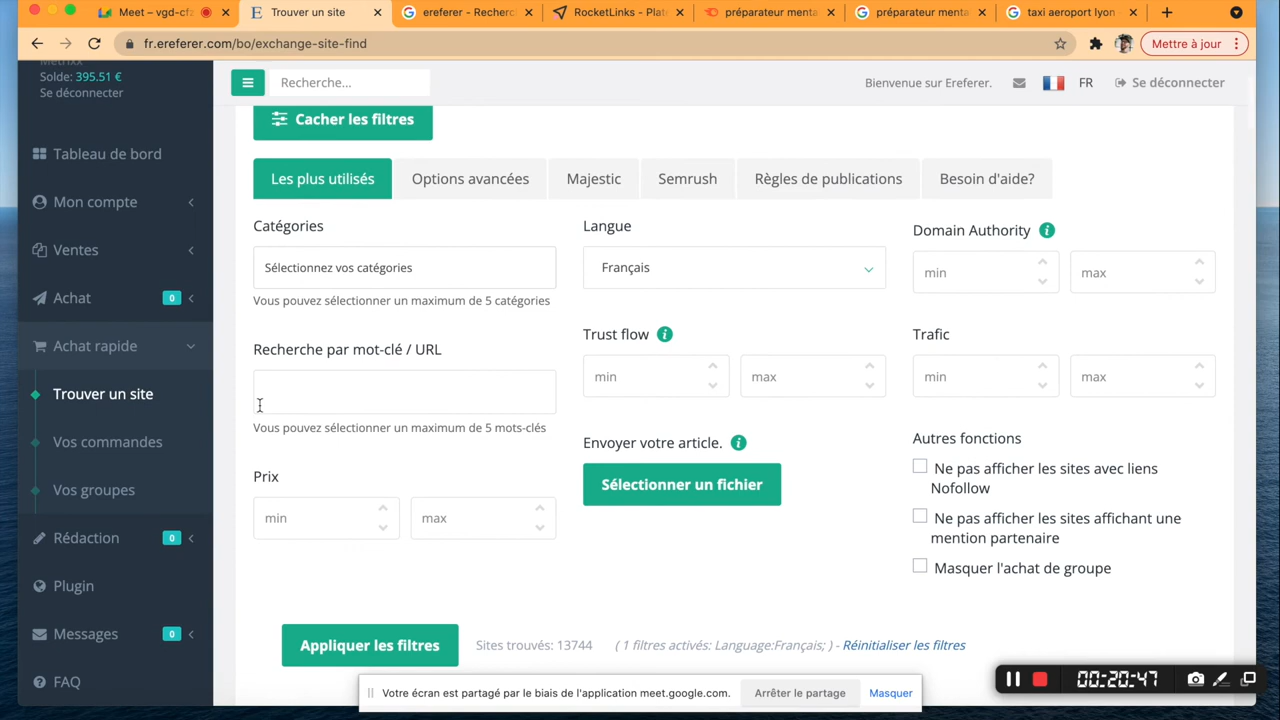 Meet – vgd-cfz
Trouver un site
ereferer - Recherc
RocketLinks - Plate
préparateur menta
préparateur menta
taxi aeroport lyon
fr.ereferer.com/bo/exchange-site-find
Mettre à jour
Solde: 395.51 €
Se déconnecter
Recherche...
Bienvenue sur Ereferer.
FR
Se déconnecter
Tableau de bord
Mon compte
Ventes
Achat 0
Achat rapide
Trouver un site
Vos commandes
Vos groupes
Rédaction 0
Plugin
Messages 0
FAQ
Cacher les filtres
Les plus utilisés
Options avancées
Majestic
Semrush
Règles de publications
Besoin d'aide?
Catégories
Sélectionnez vos catégories
Vous pouvez sélectionner un maximum de 5 catégories
Langue
Français
Domain Authority
min
max
Recherche par mot-clé / URL
Vous pouvez sélectionner un maximum de 5 mots-clés
Trust flow
min
max
Trafic
min
max
Prix
min
max
Envoyer votre article.
Sélectionner un fichier
Autres fonctions
Ne pas afficher les sites avec liens
Nofollow
Ne pas afficher les sites affichant une
mention partenaire
Masquer l'achat de groupe
Appliquer les filtres
Sites trouvés: 13744
( 1 filtres activés: Language:Français; ) - Réinitialiser les filtres
Votre écran est partagé par le biais de l'application meet.google.com.
Arrêter le partage
Masquer
00:20:47